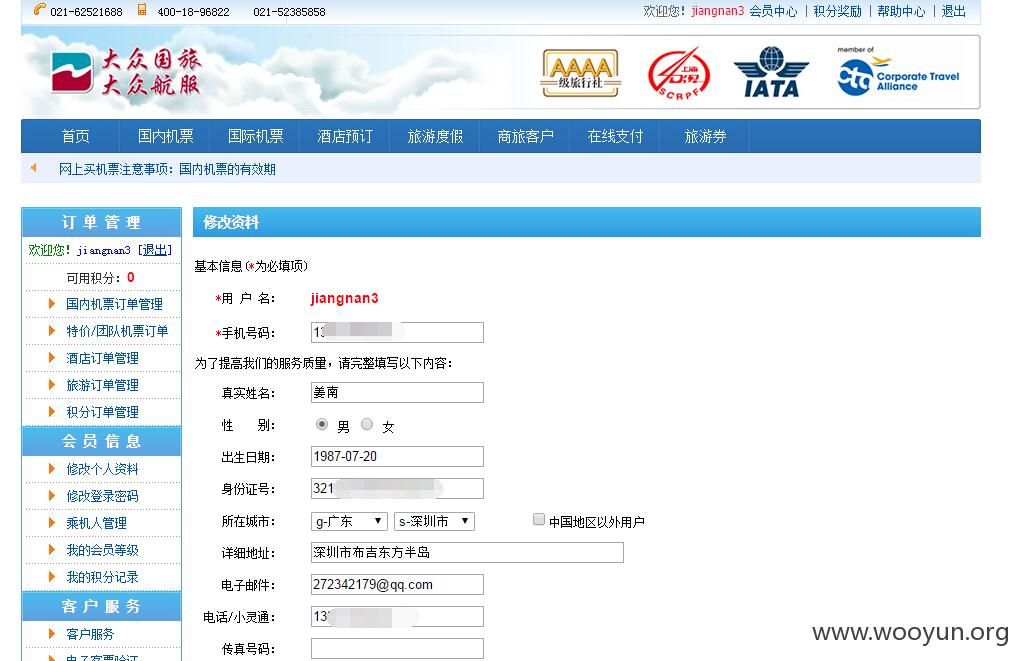 021-62521688 400-18-96822 021-52385858 欢迎您！jiangnan3 会员中心 | 积分奖励 | 帮助中心 | 退出
大众国旅
大众航服
AAAA
级旅行社
上海
SCRPF
IATA
member of
cta Corporate Travel
Alliance
首页 国内机票 国际机票 酒店预订 旅游度假 商旅客户 在线支付 旅游券
网上买机票注意事项：国内机票的有效期
订单管理
欢迎您！jiangnan3 [退出]
可用积分：0
国内机票订单管理
特价/团队机票订单
酒店订单管理
旅游订单管理
积分订单管理
会员信息
修改个人资料
修改登录密码
乘机人管理
我的会员等级
我的积分记录
客户服务
客户服务
电子客票验证
修改资料
基本信息(*为必填项)
*用 户 名： jiangnan3
*手机号码： 13
为了提高我们的服务质量，请完整填写以下内容：
真实姓名： 姜南
性 别： 男 女
出生日期： 1987-07-20
身份证号： 321
所在城市： g-广东 s-深圳市 中国地区以外用户
详细地址： 深圳市布吉东方半岛
电子邮件： 272342179@qq.com
电话/小灵通： 13
传真号码：
www.wooyun.org